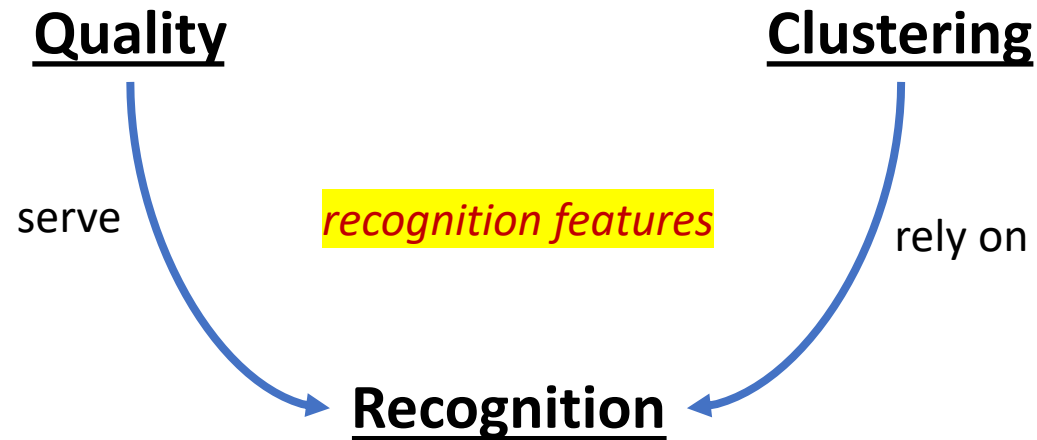 Quality
Clustering
serve
recognition features
rely on
Recognition